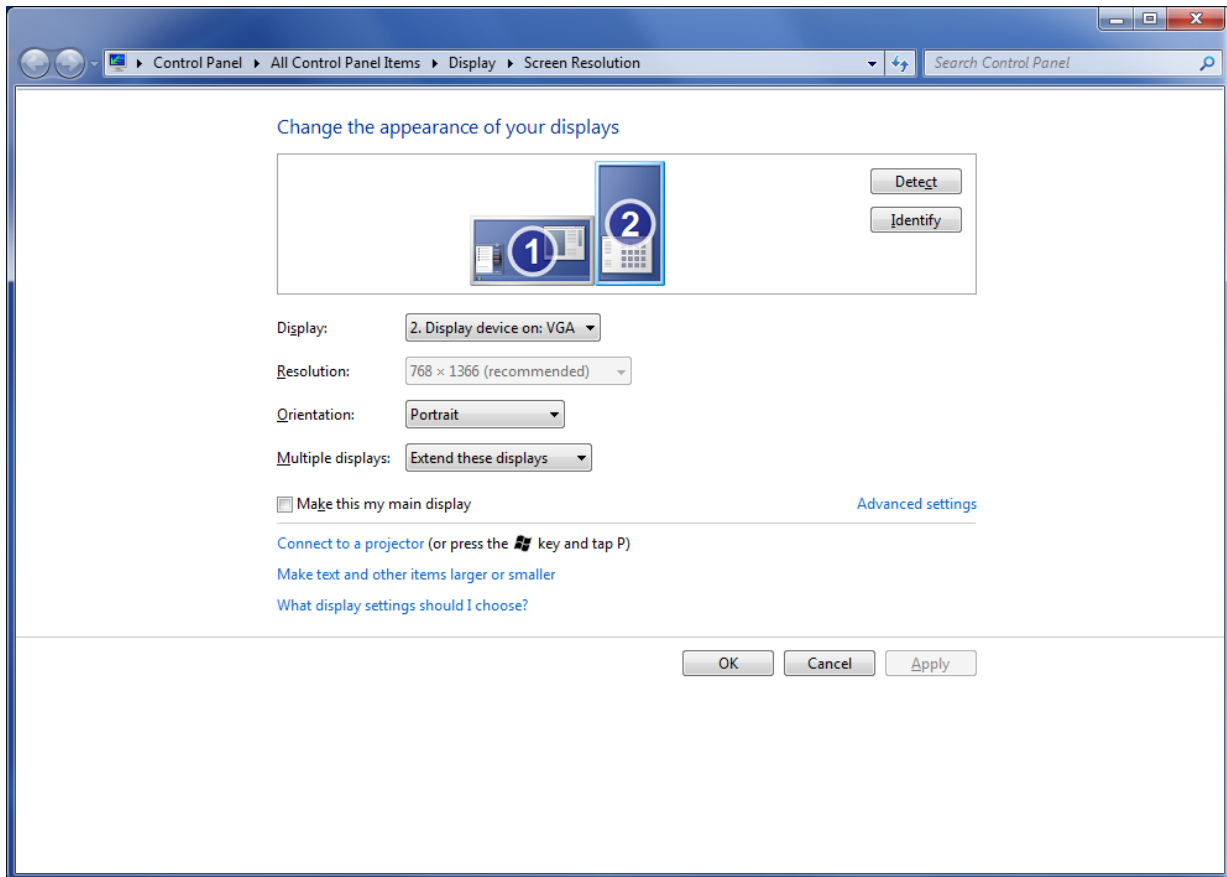 Control Panel All Control Panel Items Display Screen Resolution Search Control Panel
Change the appearance of your displays
1 2
Detect
Identify
Display: 2. Display device on: VGA
Resolution: 768 × 1366 (recommended)
Orientation: Portrait
Multiple displays: Extend these displays
Make this my main display Advanced settings
Connect to a projector (or press the key and tap P)
Make text and other items larger or smaller
What display settings should I choose?
OK Cancel Apply